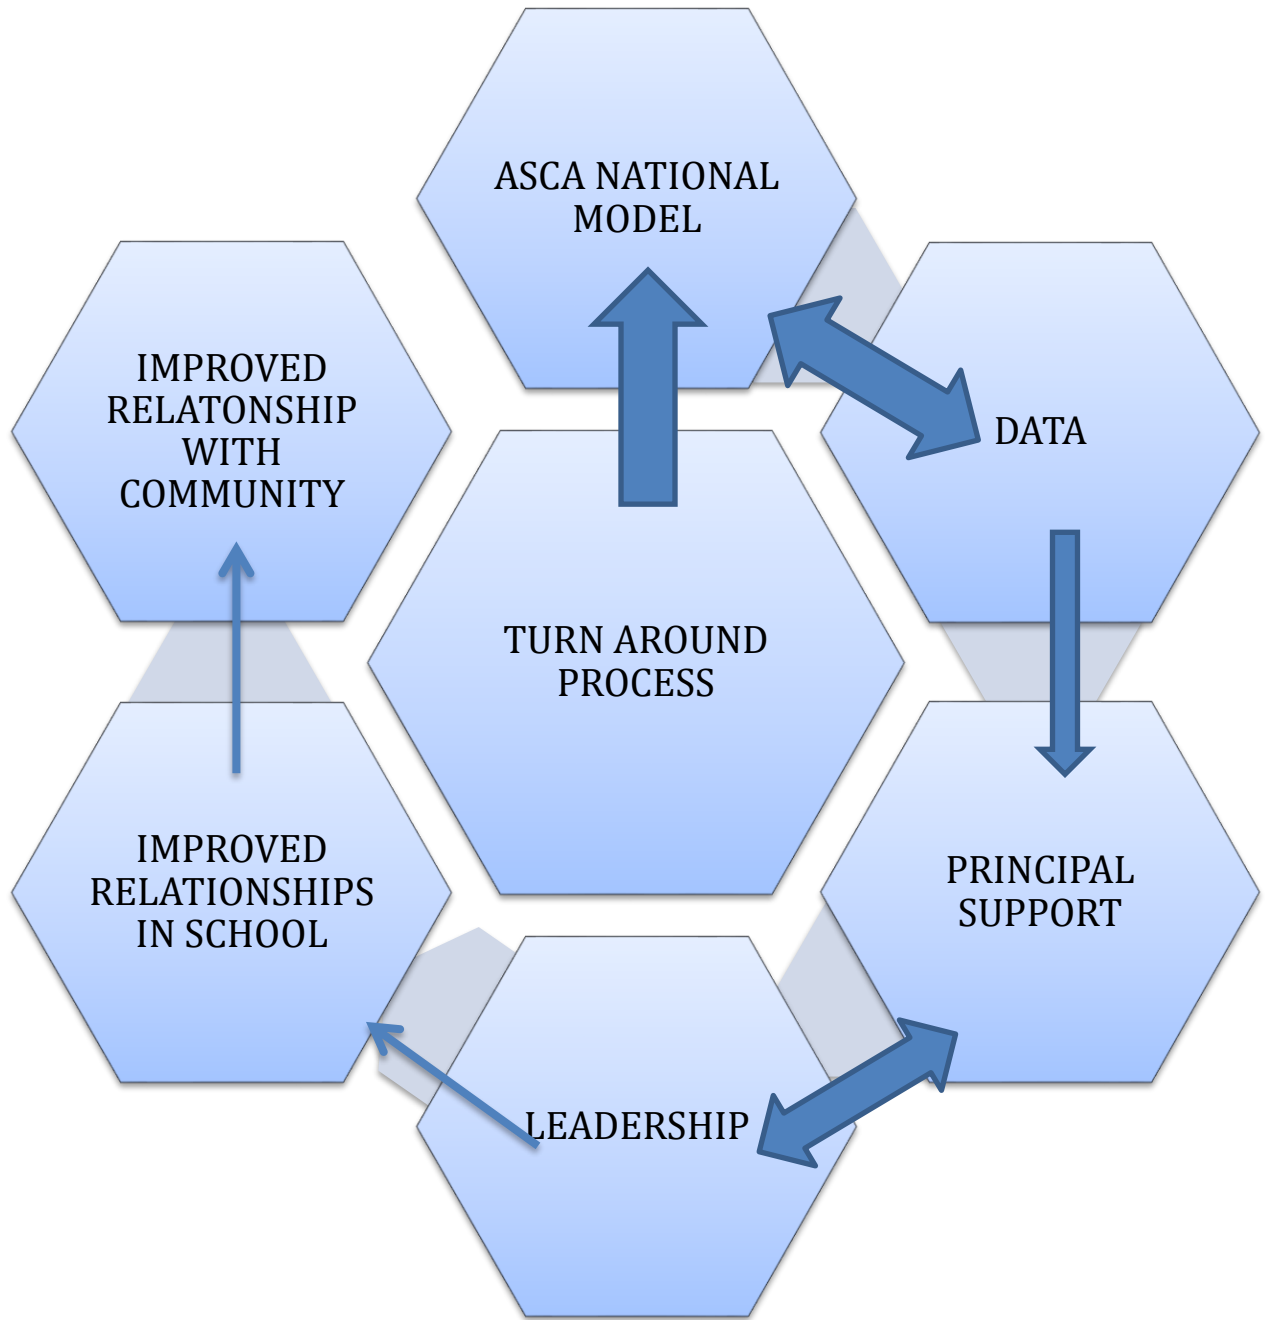 ASCA NATIONAL
MODEL
DATA
PRINCIPAL
SUPPORT
LEADERSHIP
IMPROVED
RELATIONSHIPS
IN SCHOOL
IMPROVED
RELATONSHIP
WITH
COMMUNITY
TURN AROUND
PROCESS